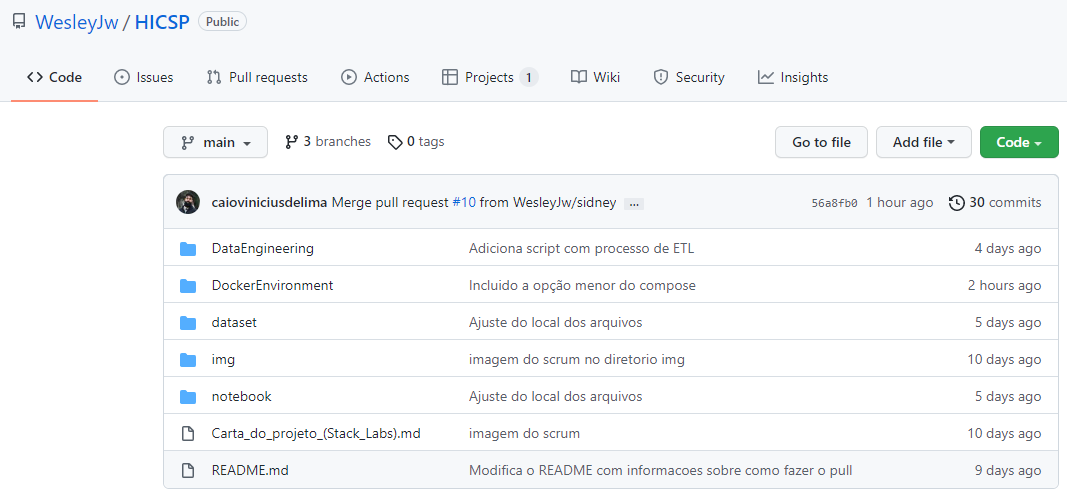 WesleyJw / HICSP Public
Code Issues Pull requests Actions Projects 1 Wiki Security Insights
main 3 branches 0 tags Go to file Add file Code
caioviniciusdelima Merge pull request #10 from WesleyJw/sidney ... 56a8fb0 1 hour ago 30 commits
DataEngineering Adiciona script com processo de ETL 4 days ago
DockerEnvironment Incluido a opção menor do compose 2 hours ago
dataset Ajuste do local dos arquivos 5 days ago
img imagem do scrum no diretorio img 10 days ago
notebook Ajuste do local dos arquivos 5 days ago
Carta_do_projeto_(Stack_Labs).md imagem do scrum 10 days ago
README.md Modifica o README com informacoes sobre como fazer o pull 9 days ago